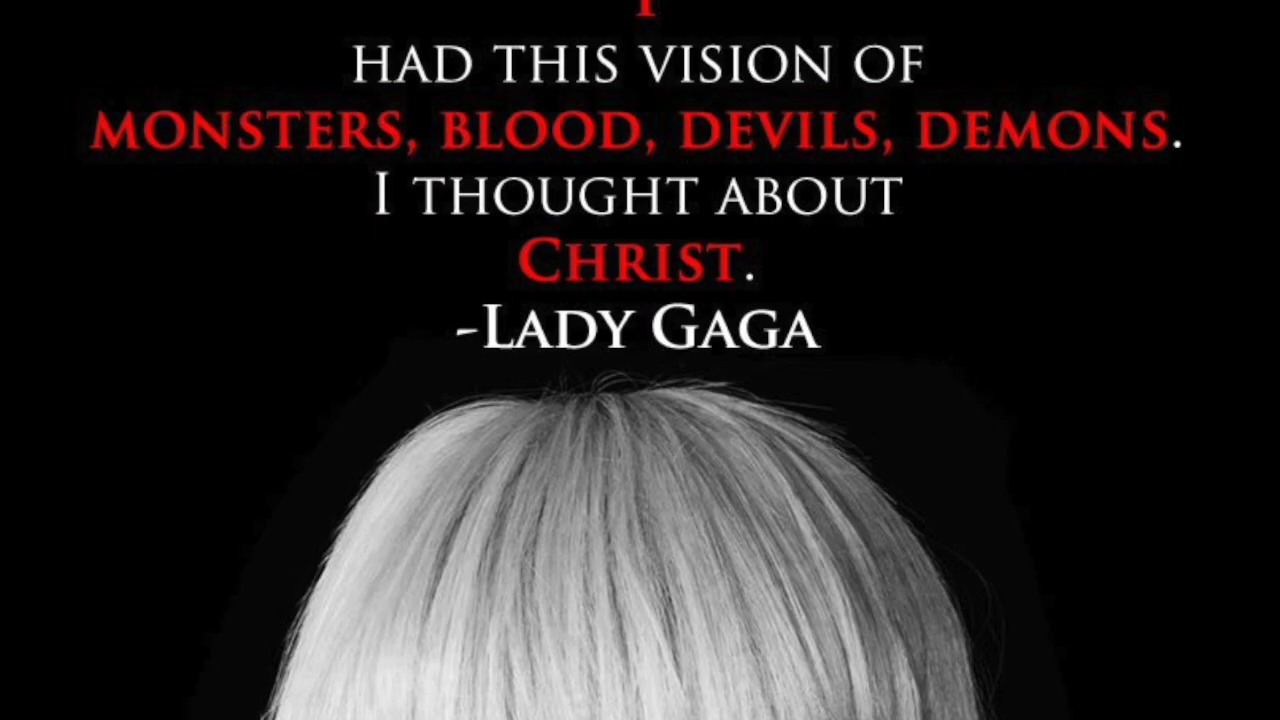 I
HAD THIS VISION OF
MONSTERS, BLOOD, DEVILS, DEMONS.
I THOUGHT ABOUT
CHRIST.
-LADY GAGA